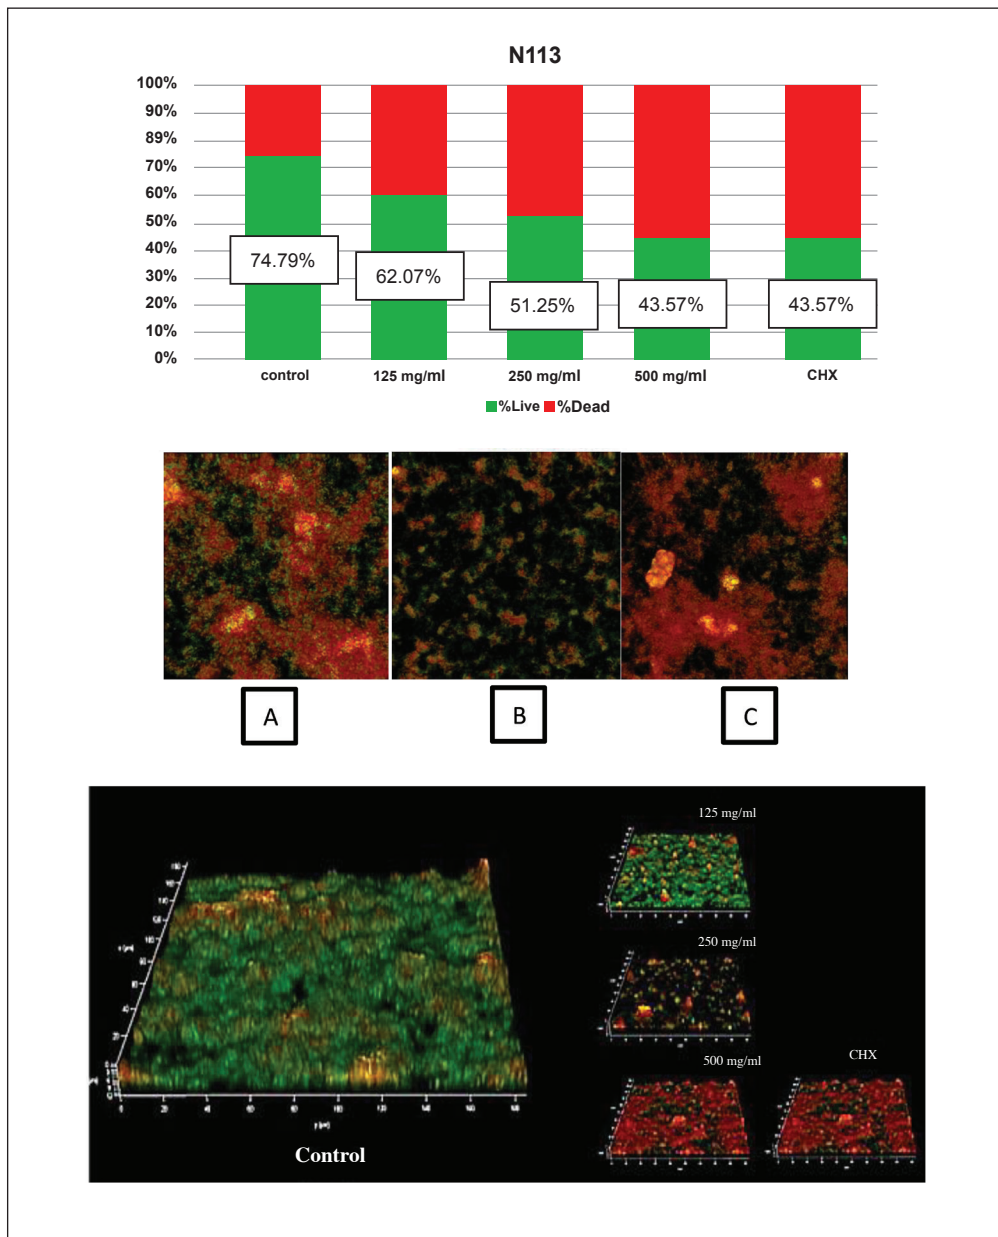 N113
100%
90%
89%
70%
60%
50%
40%
30%
20%
10%
0%
74.79%
62.07%
51.25%
43.57%
43.57%
control
125 mg/ml
250 mg/ml
500 mg/ml
CHX
%Live %Dead
A
B
C
125 mg/ml
250 mg/ml
500 mg/ml
CHX
Control